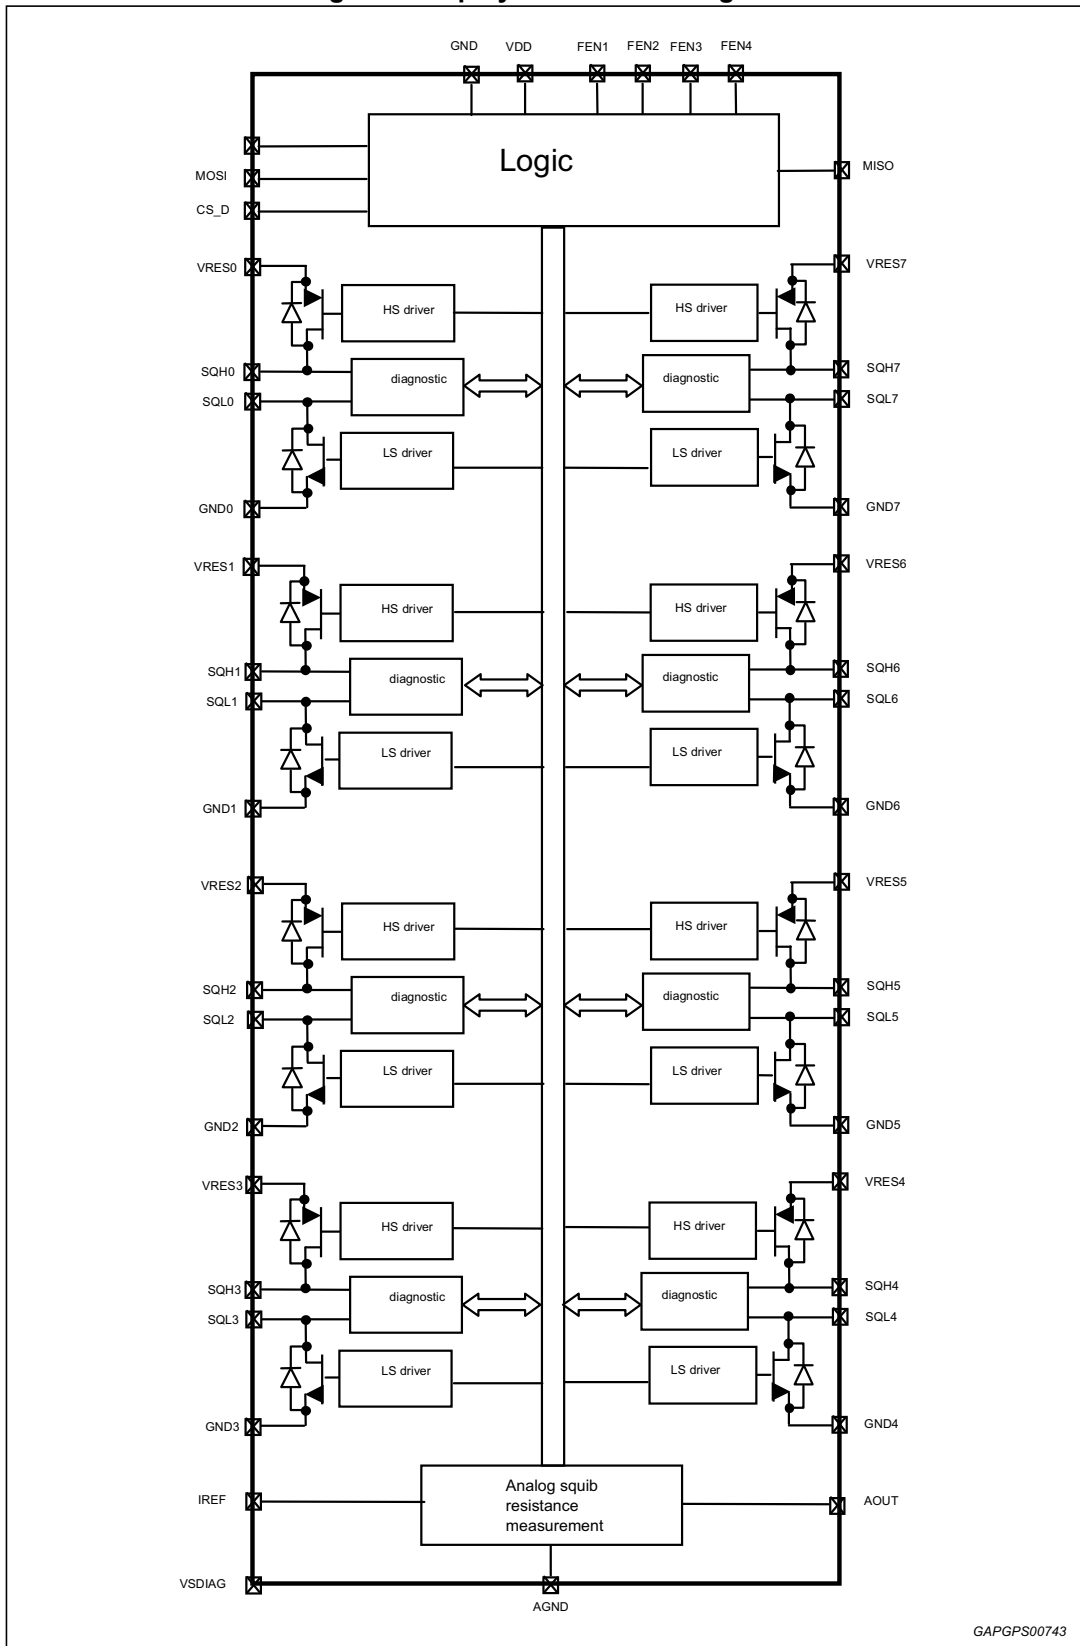 GND VDD FEN1 FEN2 FEN3 FEN4
Logic
MOSI
MISO
CS_D
VRES0
VRES7
HS driver
HS driver
SQH0
diagnostic
diagnostic
SQH7
SQL0
SQL7
LS driver
LS driver
GND0
GND7
VRES1
VRES6
HS driver
HS driver
SQH1
diagnostic
diagnostic
SQH6
SQL1
SQL6
LS driver
LS driver
GND1
GND6
VRES2
VRES5
HS driver
HS driver
SQH2
diagnostic
diagnostic
SQH5
SQL2
SQL5
LS driver
LS driver
GND2
GND5
VRES3
VRES4
HS driver
HS driver
SQH3
diagnostic
diagnostic
SQH4
SQL3
SQL4
LS driver
LS driver
GND3
GND4
IREF
Analog squib
resistance
measurement
AOUT
VSDIAG
AGND
GAPGPS00743